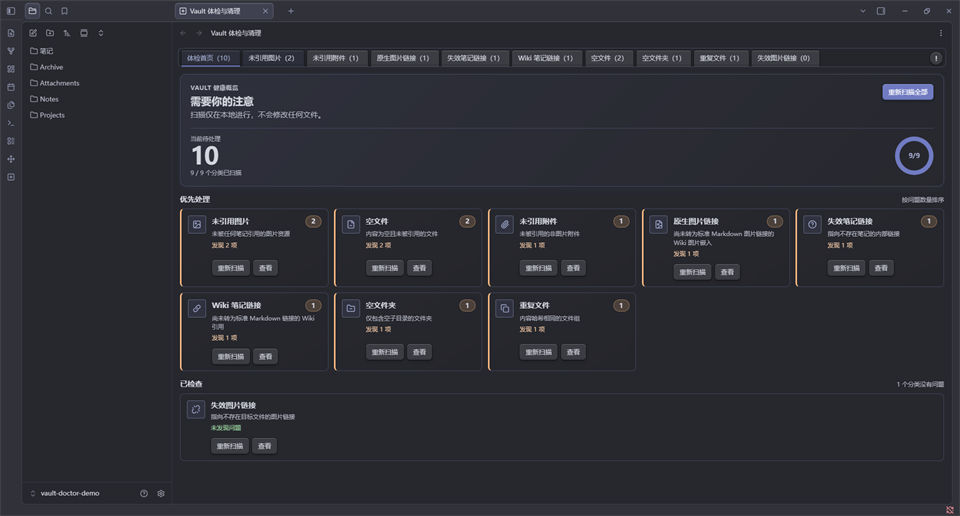 Vault 体检与清理
Vault 体检与清理
笔记
Archive
Attachments
Notes
Projects
体检首页（10）
未引用图片（2）
未引用附件（1）
原生图片链接（1）
失效笔记链接（1）
Wiki 笔记链接（1）
空文件（2）
空文件夹（1）
重复文件（1）
失效图片链接（0）
VAULT 健康概览
需要你的注意
扫描仅在本地进行，不会修改任何文件。
重新扫描全部
当前待处理
10
9 / 9 个分类已扫描
9/9
优先处理
按问题数量排序
未引用图片
2
未被任何笔记引用的图片资源
发现 2 项
重新扫描
查看
空文件
2
内容为空且未被引用的文件
发现 2 项
重新扫描
查看
未引用附件
1
未被引用的非图片附件
发现 1 项
重新扫描
查看
原生图片链接
1
尚未转为标准 Markdown 图片链接的
Wiki 图片嵌入
发现 1 项
重新扫描
查看
失效笔记链接
1
指向不存在笔记的内部链接
发现 1 项
重新扫描
查看
Wiki 笔记链接
1
尚未转为标准 Markdown 链接的 Wiki
引用
发现 1 项
重新扫描
查看
空文件夹
1
仅包含空子目录的文件夹
发现 1 项
重新扫描
查看
重复文件
1
内容哈希相同的文件组
发现 1 项
重新扫描
查看
已检查
1 个分类没有问题
失效图片链接
指向不存在目标文件的图片链接
未发现问题
重新扫描
查看
vault-doctor-demo